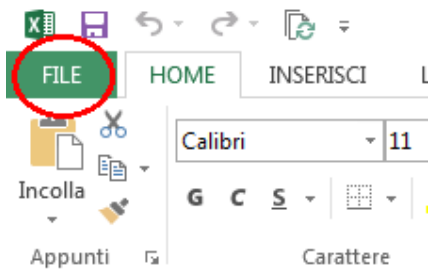 FILE HOME INSERISCI L
Calibri 11
Incolla
G C S
Appunti Carattere